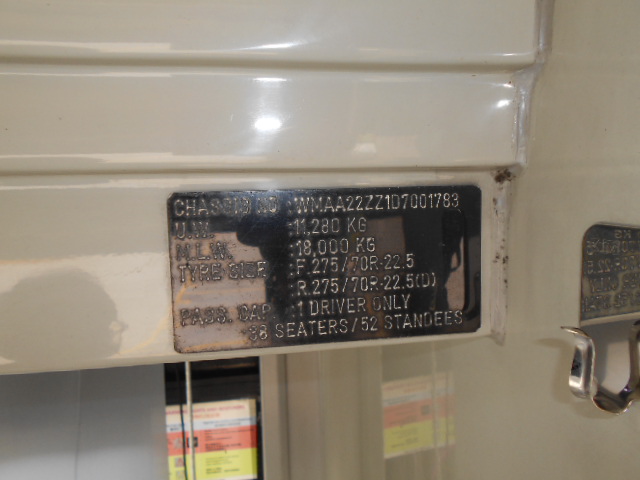 CHASSIS NO :WMAA22ZZ1D7001783
U.W. :11,280 KG
M.L.W. :18,000 KG
TYRE SIZE :F.275/70R-22.5
:R.275/70R-22.5(D)
PASS. CAP. :1 DRIVER ONLY
38 SEATERS/52 STANDEES